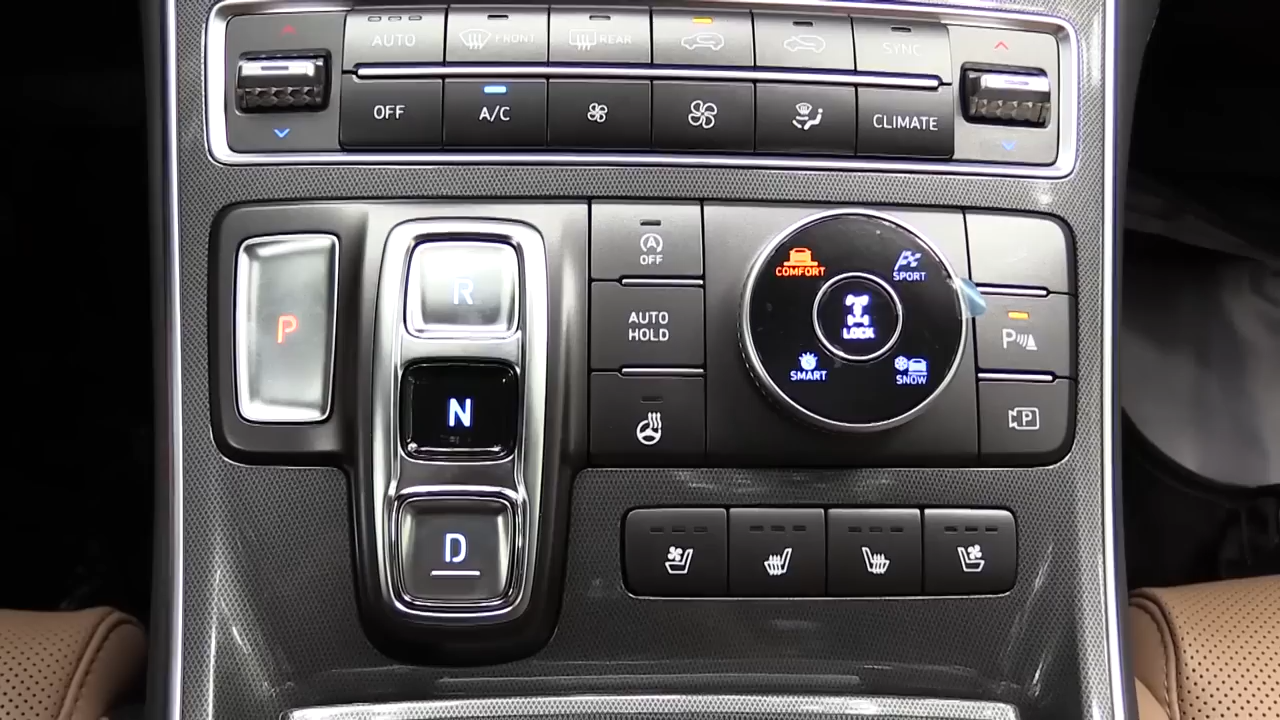 AUTO
FRONT
REAR
SYNC
OFF
A/C
CLIMATE
P
R
N
D
A
OFF
AUTO
HOLD
COMFORT
SPORT
LOCK
SMART
SNOW
P
P